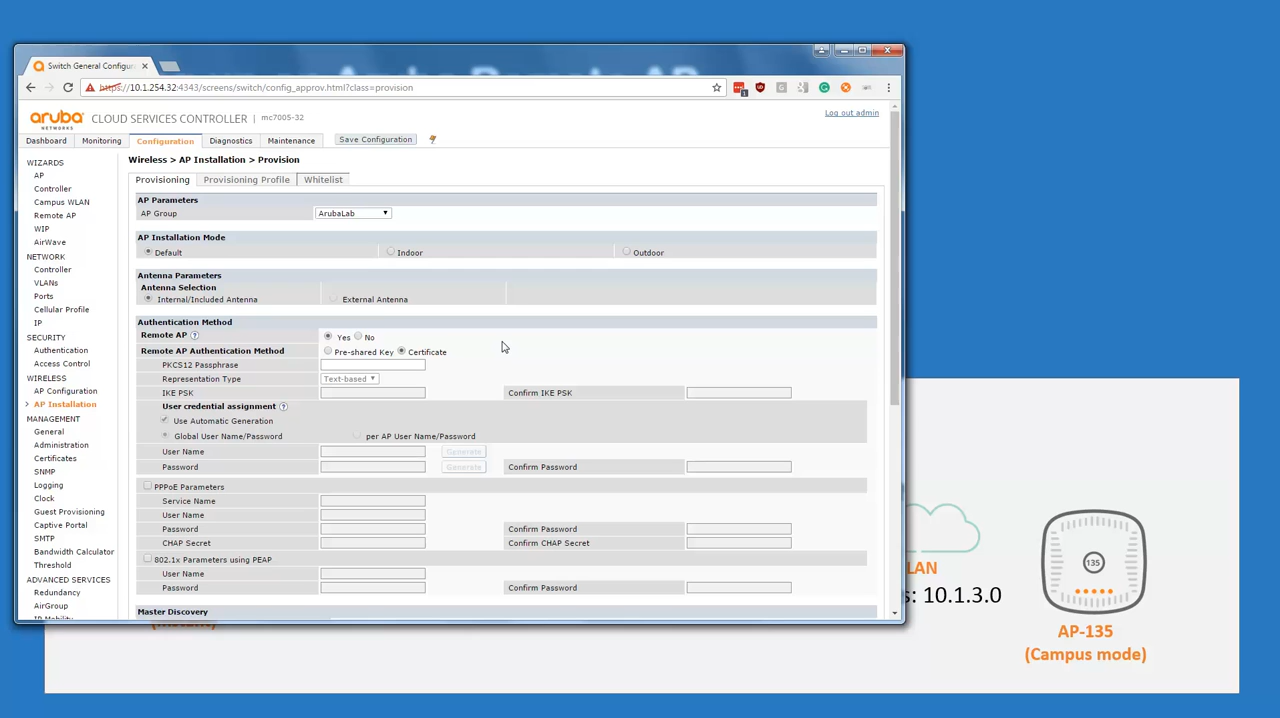 Switch General Configur
https://10.1.254.32:4343/screens/switch/config_approv.html?class=provision
aruba
NETWORKS
CLOUD SERVICES CONTROLLER
mc7005-32
Log out admin
Dashboard
Monitoring
Configuration
Diagnostics
Maintenance
Save Configuration
WIZARDS
AP
Controller
Campus WLAN
Remote AP
WIP
AirWave
NETWORK
Controller
VLANs
Ports
Cellular Profile
IP
SECURITY
Authentication
Access Control
WIRELESS
AP Configuration
> AP Installation
MANAGEMENT
General
Administration
Certificates
SNMP
Logging
Clock
Guest Provisioning
Captive Portal
SMTP
Bandwidth Calculator
Threshold
ADVANCED SERVICES
Redundancy
AirGroup
IP Mobility
Wireless > AP Installation > Provision
Provisioning
Provisioning Profile
Whitelist
AP Parameters
AP Group
ArubaLab
AP Installation Mode
Default
Indoor
Outdoor
Antenna Parameters
Antenna Selection
Internal/Included Antenna
External Antenna
Authentication Method
Remote AP ?
Yes No
Remote AP Authentication Method
Pre-shared Key Certificate
PKCS12 Passphrase
Representation Type
Text-based
IKE PSK
Confirm IKE PSK
User credential assignment ?
Use Automatic Generation
Global User Name/Password
per AP User Name/Password
User Name
Generate
Password
Generate
Confirm Password
PPPoE Parameters
Service Name
User Name
Password
Confirm Password
CHAP Secret
Confirm CHAP Secret
802.1x Parameters using PEAP
User Name
Password
Confirm Password
Master Discovery
LAN
s: 10.1.3.0
135
AP-135
(Campus mode)